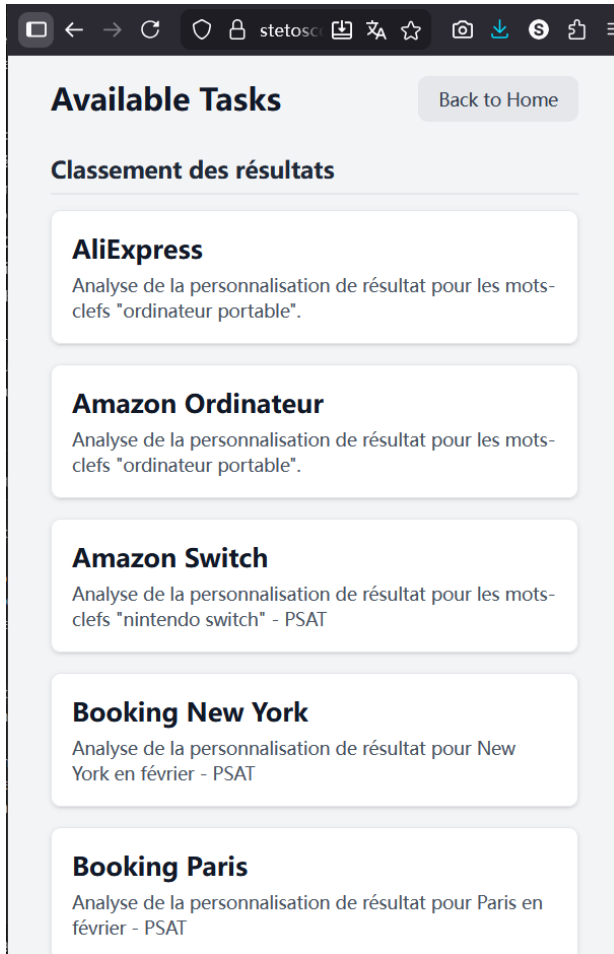 stetosc
Available Tasks
Back to Home
Classement des résultats
AliExpress
Analyse de la personnalisation de résultat pour les mots-
clefs "ordinateur portable".
Amazon Ordinateur
Analyse de la personnalisation de résultat pour les mots-
clefs "ordinateur portable".
Amazon Switch
Analyse de la personnalisation de résultat pour les mots-
clefs "nintendo switch" - PSAT
Booking New York
Analyse de la personnalisation de résultat pour New
York en février - PSAT
Booking Paris
Analyse de la personnalisation de résultat pour Paris en
février - PSAT